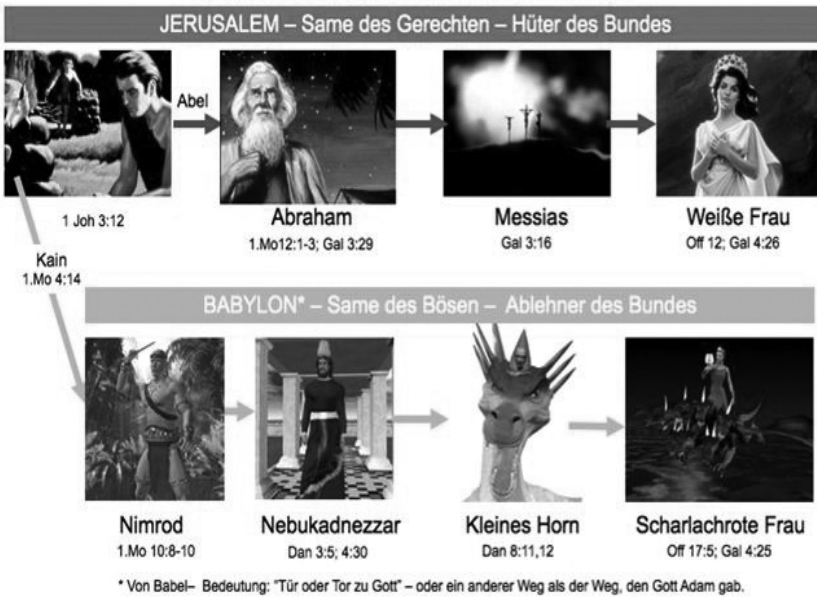 JERUSALEM – Same des Gerechten – Hüter des Bundes
Abel
1 Joh 3:12
Abraham
1.Mo12:1-3; Gal 3:29
Messias
Gal 3:16
Weiße Frau
Off 12; Gal 4:26
Kain
1.Mo 4:14
BABYLON* – Same des Bösen – Ablehner des Bundes
Nimrod
1.Mo 10:8-10
Nebukadnezzar
Dan 3:5; 4:30
Kleines Horn
Dan 8:11,12
Scharlachrote Frau
Off 17:5; Gal 4:25
* Von Babel– Bedeutung: "Tür oder Tor zu Gott" – oder ein anderer Weg als der Weg, den Gott Adam gab.